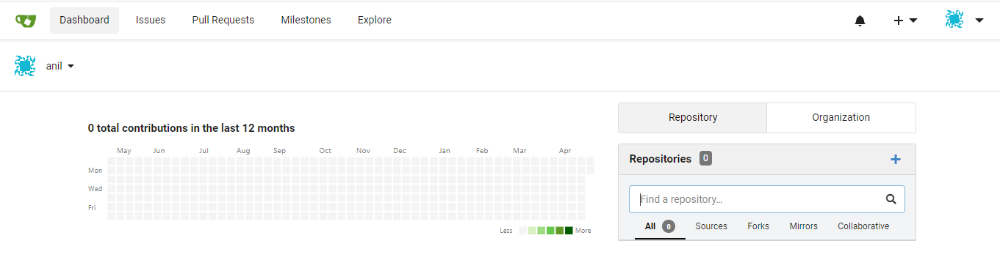 Dashboard Issues Pull Requests Milestones Explore
anil
0 total contributions in the last 12 months
May Jun Jul Aug Sep Oct Nov Dec Jan Feb Mar Apr
Mon
Wed
Fri
Less More
Repository Organization
Repositories 0
Find a repository...
All 0 Sources Forks Mirrors Collaborative